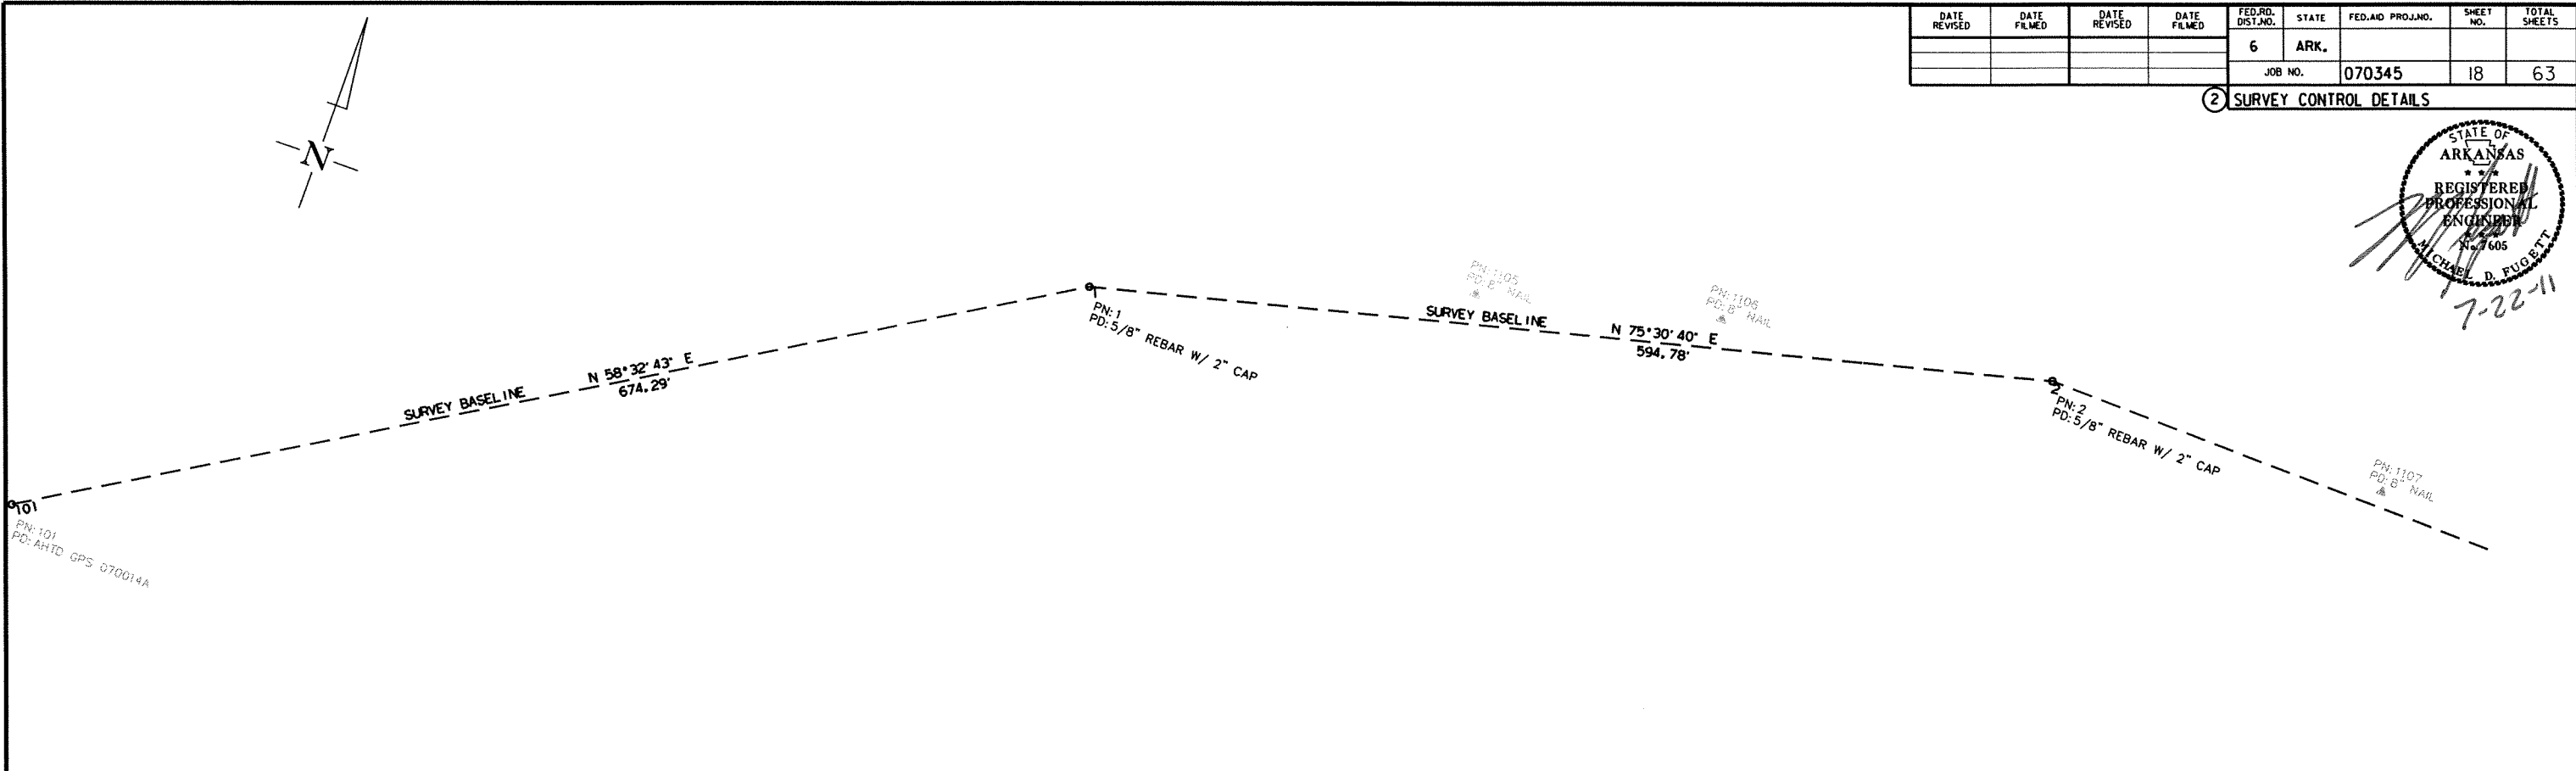 DATE REVISED DATE FILMED DATE REVISED DATE FILMED FED.RD. DIST.NO. STATE FED.AID PROJ.NO. SHEET NO. TOTAL SHEETS
6 ARK.
JOB NO. 070345 18 63
2 SURVEY CONTROL DETAILS
STATE OF
ARKANSAS
★ ★ ★
REGISTERED
PROFESSIONAL
ENGINEER
★ ★ ★
No. 7605
MICHAEL D. FUGETT
7-22-11
N
PN:1105
PD:8" NAIL
PN:1106
PD:8" NAIL
1
PN:1
PD:5/8" REBAR W/ 2" CAP
SURVEY BASELINE
N 75°30'40" E
594.78'
N 58°32'43" E
674.29'
SURVEY BASELINE
2
PN:2
PD:5/8" REBAR W/ 2" CAP
PN:1107
PD:8" NAIL
101
PN:101
PD:AHTD GPS 070014A